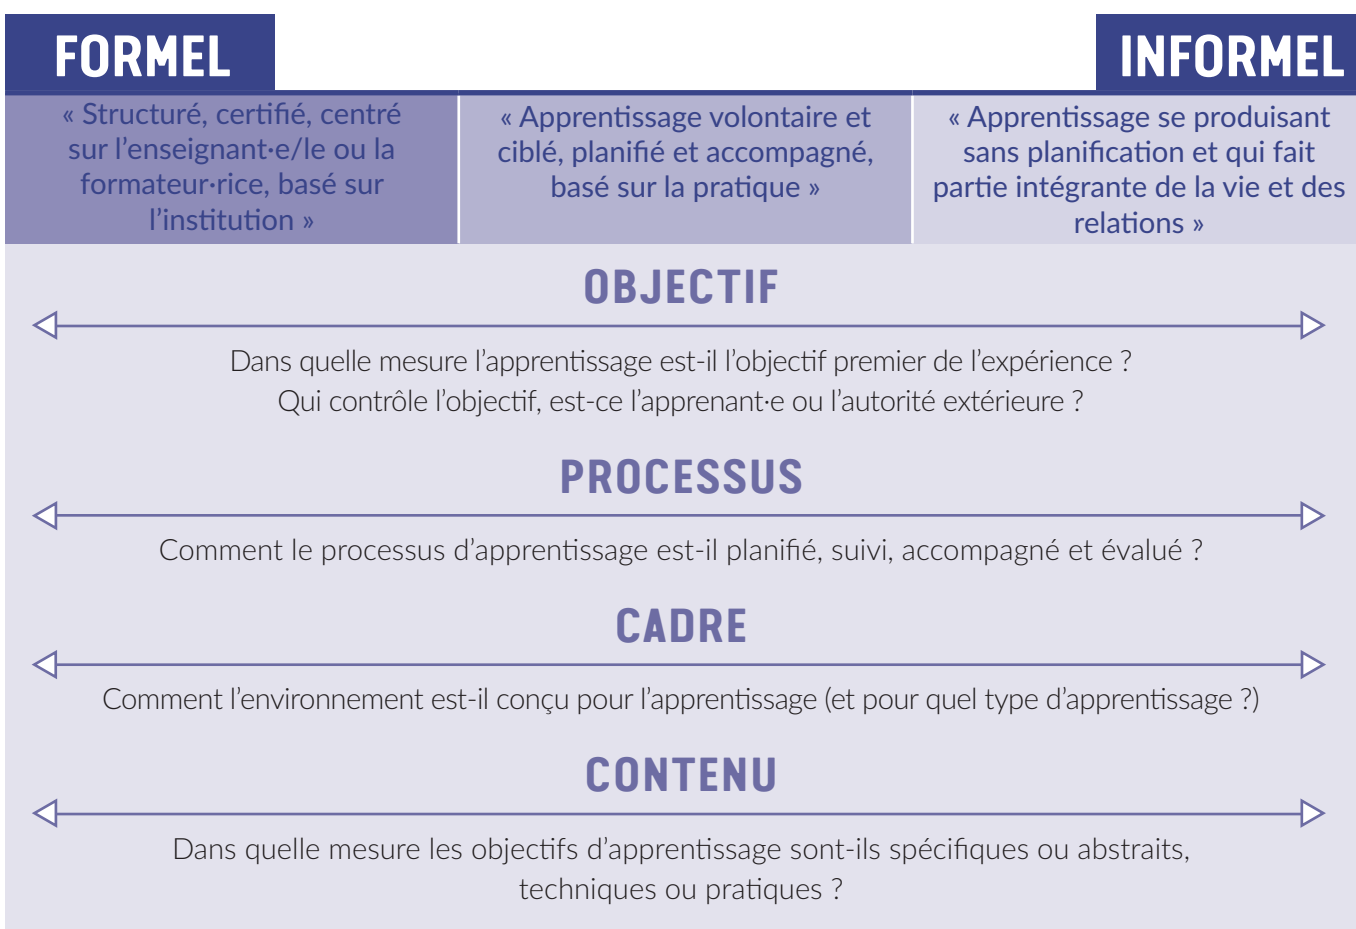 FORMEL
INFORMEL
« Structuré, certifié, centré
sur l’enseignant·e/le ou la
formateur·rice, basé sur
l’institution »
« Apprentissage volontaire et
ciblé, planifié et accompagné,
basé sur la pratique »
« Apprentissage se produisant
sans planification et qui fait
partie intégrante de la vie et des
relations »
OBJECTIF
Dans quelle mesure l’apprentissage est-il l’objectif premier de l’expérience ?
Qui contrôle l’objectif, est-ce l’apprenant·e ou l’autorité extérieure ?
PROCESSUS
Comment le processus d’apprentissage est-il planifié, suivi, accompagné et évalué ?
CADRE
Comment l’environnement est-il conçu pour l’apprentissage (et pour quel type d’apprentissage ?)
CONTENU
Dans quelle mesure les objectifs d’apprentissage sont-ils spécifiques ou abstraits,
techniques ou pratiques ?